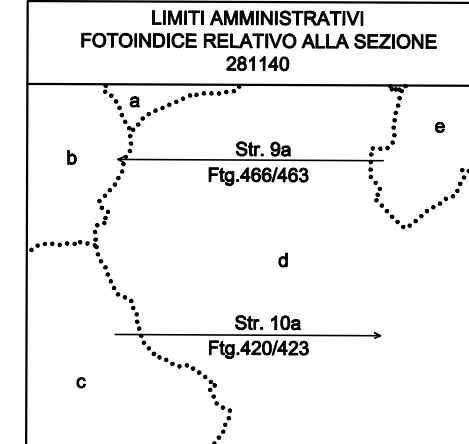 LIMITI AMMINISTRATIVI
FOTOINDICE RELATIVO ALLA SEZIONE
281140
a
e
b
Str. 9a
Ftg.466/463
d
Str. 10a
Ftg.420/423
c